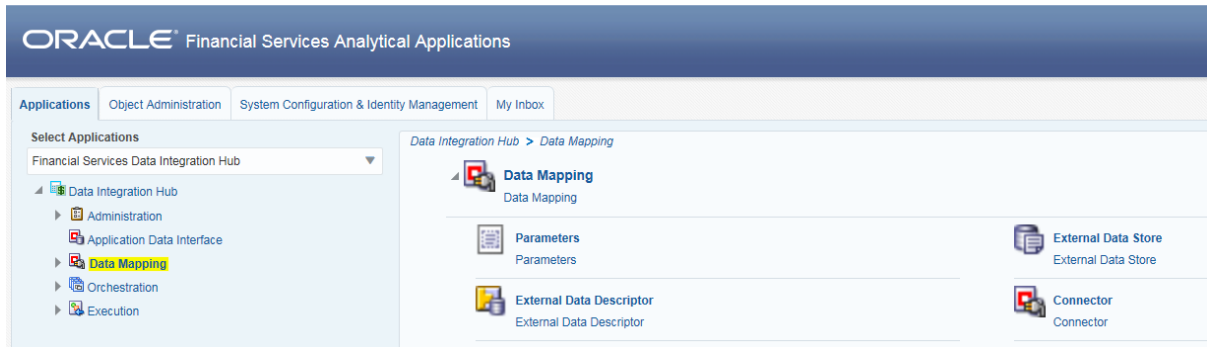 ORACLE® Financial Services Analytical Applications
Applications Object Administration System Configuration & Identity Management My Inbox
Select Applications
Financial Services Data Integration Hub
Data Integration Hub
Administration
Application Data Interface
Data Mapping
Orchestration
Execution
Data Integration Hub > Data Mapping
Data Mapping
Data Mapping
Parameters
Parameters
External Data Store
External Data Store
External Data Descriptor
External Data Descriptor
Connector
Connector